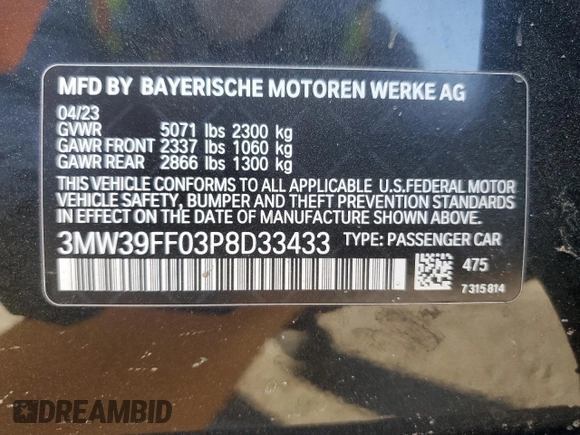 MFD BY BAYERISCHE MOTOREN WERKE AG
04/23
GVWR 5071 lbs 2300 kg
GAWR FRONT 2337 lbs 1060 kg
GAWR REAR 2866 lbs 1300 kg
THIS VEHICLE CONFORMS TO ALL APPLICABLE U.S.FEDERAL MOTOR
VEHICLE SAFETY, BUMPER AND THEFT PREVENTION STANDARDS
IN EFFECT ON THE DATE OF MANUFACTURE SHOWN ABOVE.
3MW39FF03P8D33433 TYPE: PASSENGER CAR
475
7 315 814
DREAMBID